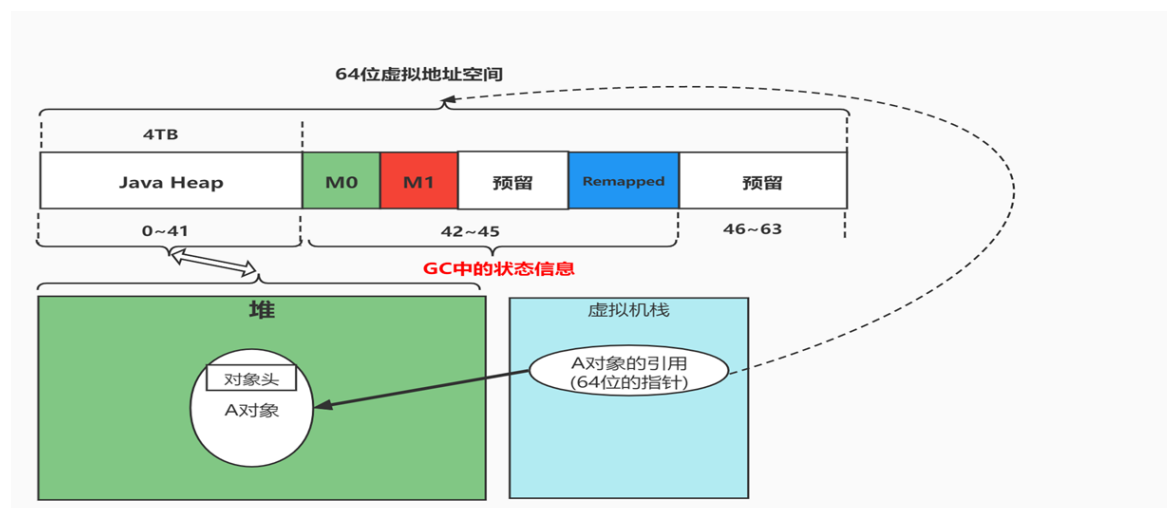 64位虚拟地址空间
4TB
Java Heap
M0
M1
预留
Remapped
预留
0~41
42~45
46~63
GC中的状态信息
堆
虚拟机栈
对象头
A对象
A对象的引用
(64位的指针)